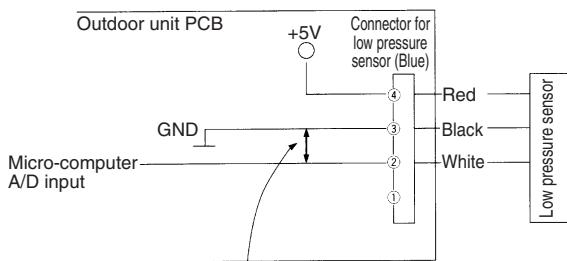 Outdoor unit PCB
Connector for
low pressure
sensor (Blue)
+5V
④
Red
GND
③
Black
Micro-computer
A/D input
②
White
①
Low pressure sensor